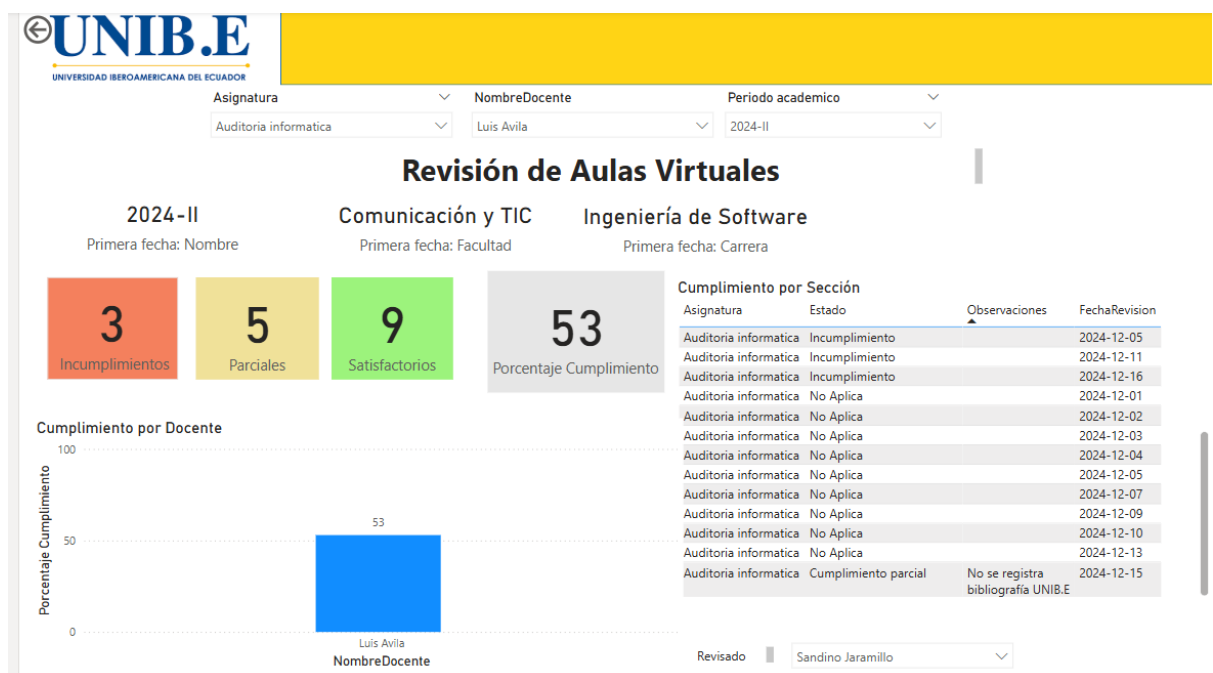 UNIB.E
UNIVERSIDAD IBEROAMERICANA DEL ECUADOR
Asignatura NombreDocente Periodo academico
Auditoria informatica Luis Avila 2024-II
Revisión de Aulas Virtuales
2024-II Comunicación y TIC Ingeniería de Software
Primera fecha: Nombre Primera fecha: Facultad Primera fecha: Carrera
3 5 9 53
Incumplimientos Parciales Satisfactorios Porcentaje Cumplimiento
Cumplimiento por Sección
Asignatura Estado Observaciones FechaRevision
Auditoria informatica Incumplimiento 2024-12-05
Auditoria informatica Incumplimiento 2024-12-11
Auditoria informatica Incumplimiento 2024-12-16
Auditoria informatica No Aplica 2024-12-01
Auditoria informatica No Aplica 2024-12-02
Auditoria informatica No Aplica 2024-12-03
Auditoria informatica No Aplica 2024-12-04
Auditoria informatica No Aplica 2024-12-05
Auditoria informatica No Aplica 2024-12-07
Auditoria informatica No Aplica 2024-12-09
Auditoria informatica No Aplica 2024-12-10
Auditoria informatica No Aplica 2024-12-13
Auditoria informatica Cumplimiento parcial No se registra 2024-12-15
bibliografía UNIB.E
Cumplimiento por Docente
Porcentaje Cumplimiento
100
50
0
53
Luis Avila
NombreDocente
Revisado Sandino Jaramillo